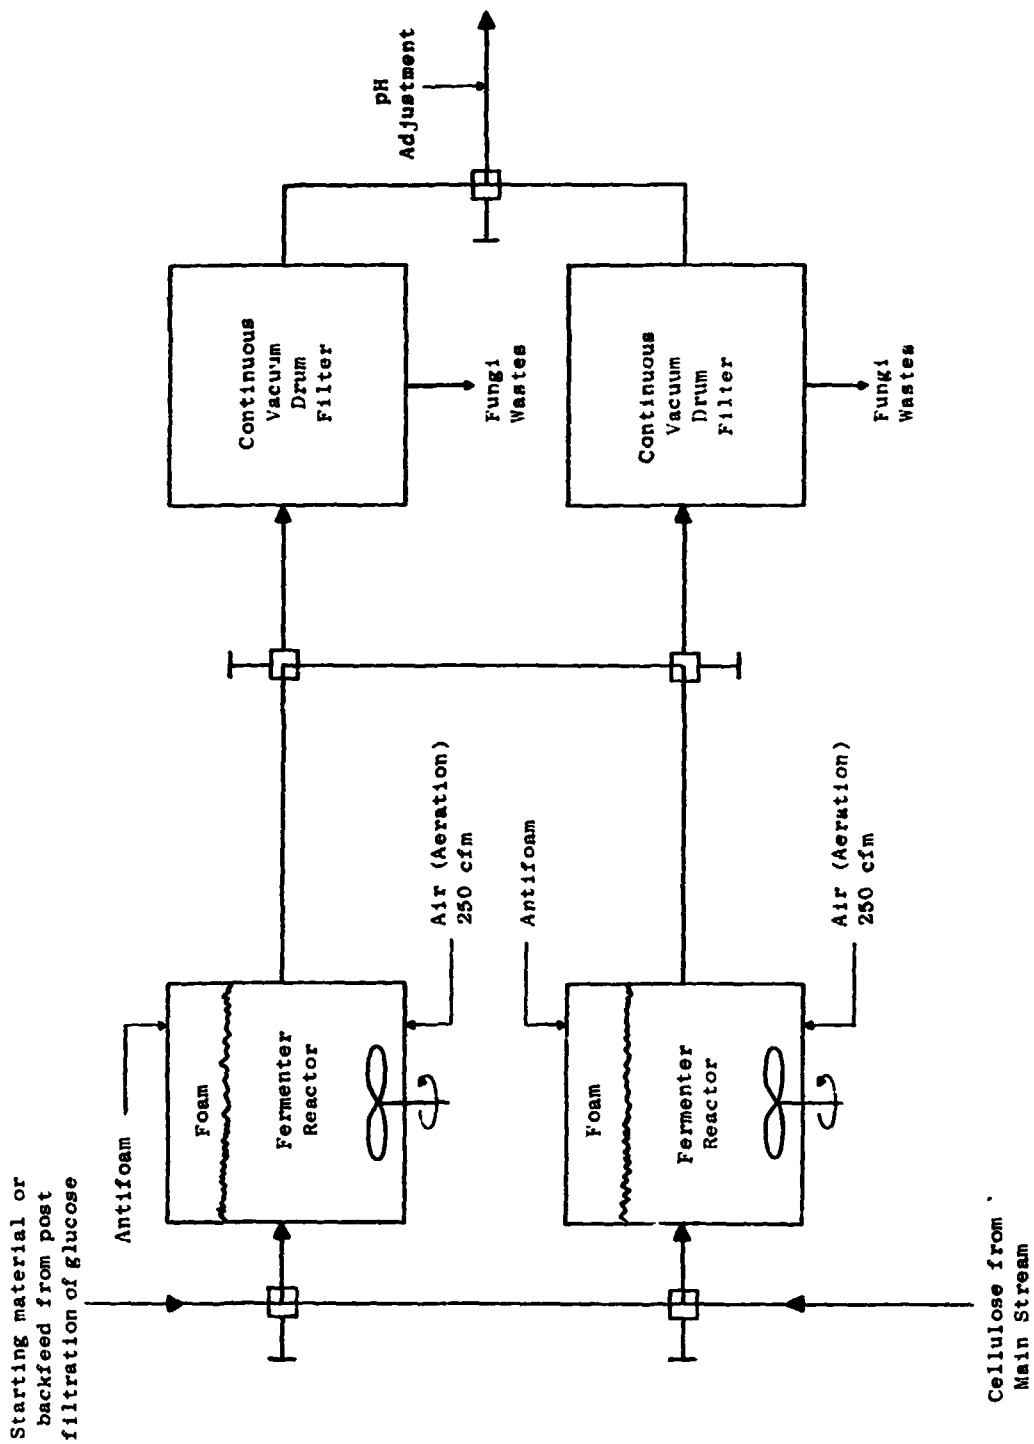 Starting material or
backfeed from post
filtration of glucose
Antifoam
Foam
Fermenter
Reactor
Air (Aeration)
250 cfm
Continuous
Vacuum
Drum
Filter
Fungi
Wastes
pH
Adjustment
Antifoam
Foam
Fermenter
Reactor
Air (Aeration)
250 cfm
Continuous
Vacuum
Drum
Filter
Fungi
Wastes
Cellulose from
Main Stream